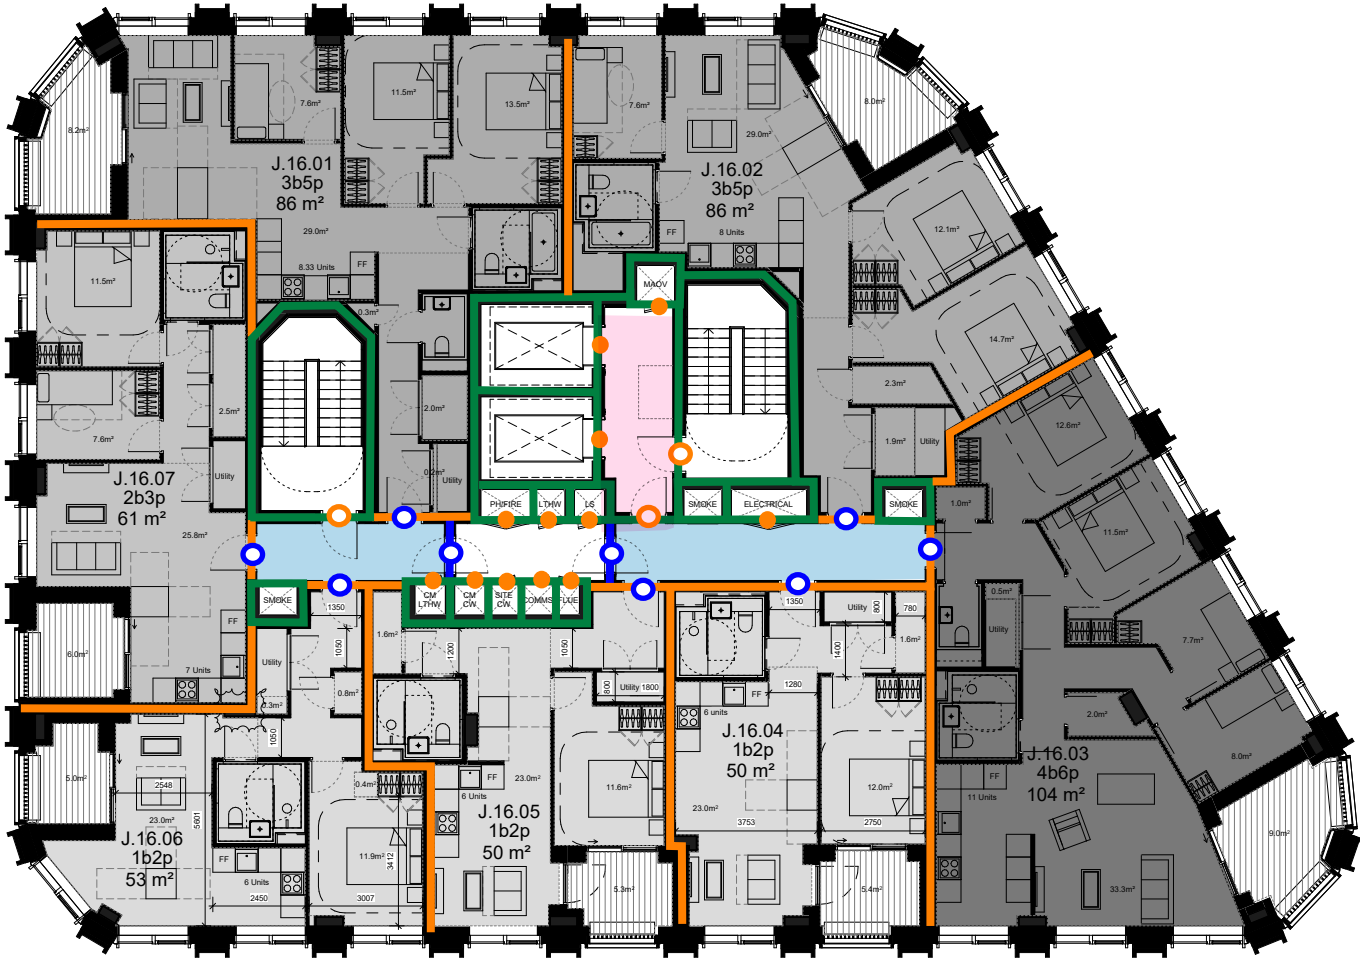 J.16.01
3b5p
86 m²
8.2m²
7.6m²
11.5m²
13.5m²
29.0m²
8.33 Units
FF
0.3m²
2.0m²
0.2m²
Utility
J.16.02
3b5p
86 m²
7.6m²
29.0m²
8.0m²
FF
8 Units
12.1m²
14.7m²
2.3m²
1.9m²
Utility
MAOV
PH/FIRE
LTHW
LS
SMOKE
ELECTRICAL
SMOKE
J.16.07
2b3p
61 m²
11.5m²
7.6m²
2.5m²
Utility
25.8m²
6.0m²
FF
7 Units
SMOKE
CM
LTHW
CM
CW
SITE
CW
COMMS
J.16.03
4b6p
104 m²
12.6m²
11.5m²
1.0m²
0.5m²
Utility
7.7m²
2.0m²
8.0m²
9.0m²
FF
11 Units
33.3m²
J.16.04
1b2p
50 m²
1350
Utility
800
780
1.6m²
1400
1280
6 units
23.0m²
3753
12.0m²
2750
5.4m²
J.16.05
1b2p
50 m²
1.6m²
1200
1050
800
Utility 1800
FF
6 Units
23.0m²
11.6m²
5.3m²
J.16.06
1b2p
53 m²
1350
1050
Utility
0.8m²
0.3m²
1050
5.0m²
2548
23.0m²
5601
FF
6 Units
2450
0.4m²
11.9m²
3412
3007